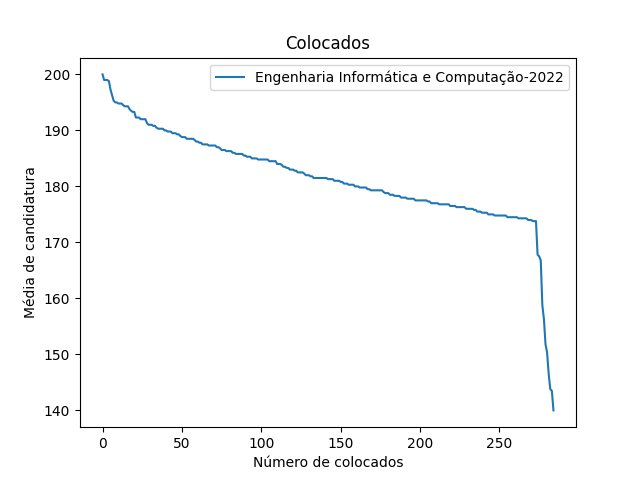 Colocados
Engenharia Informática e Computação-2022
Média de candidatura
200
190
180
170
160
150
140
0 50 100 150 200 250
Número de colocados